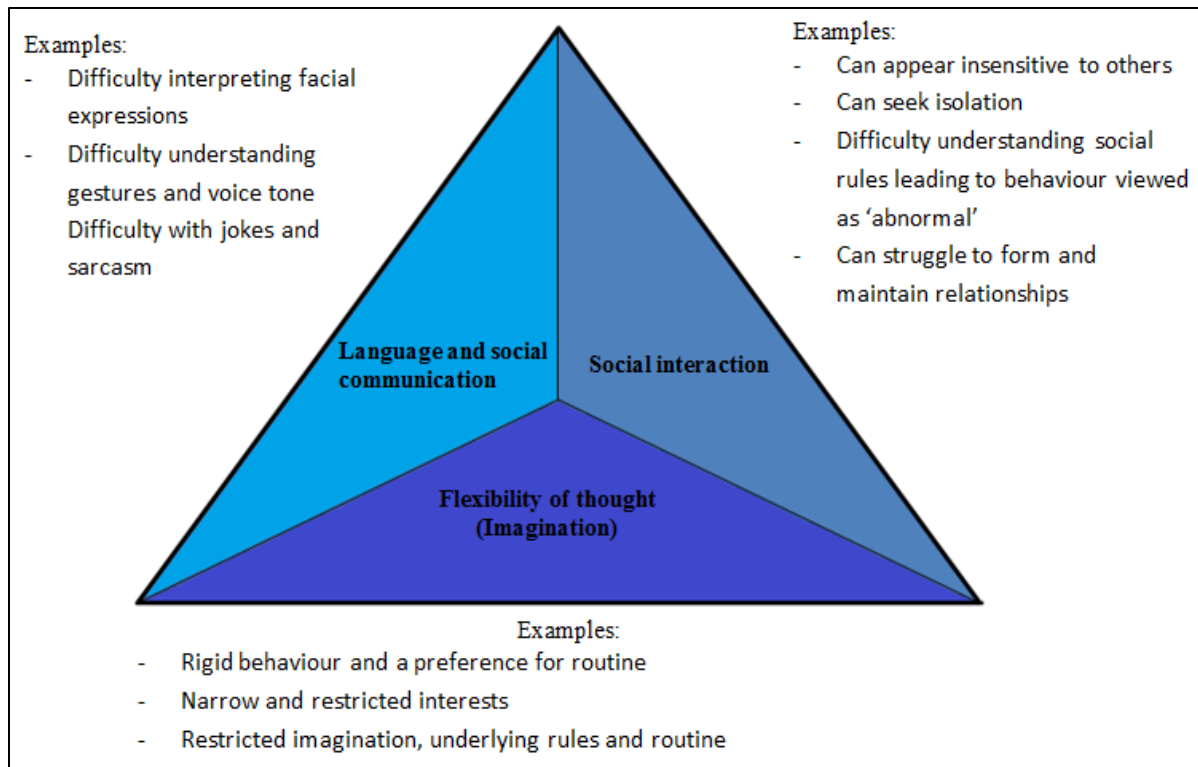 Examples:
- Difficulty interpreting facial
expressions
- Difficulty understanding
gestures and voice tone
Difficulty with jokes and
sarcasm
Examples:
- Can appear insensitive to others
- Can seek isolation
- Difficulty understanding social
rules leading to behaviour viewed
as ‘abnormal’
- Can struggle to form and
maintain relationships
Language and social
communication
Social interaction
Flexibility of thought
(Imagination)
Examples:
- Rigid behaviour and a preference for routine
- Narrow and restricted interests
- Restricted imagination, underlying rules and routine